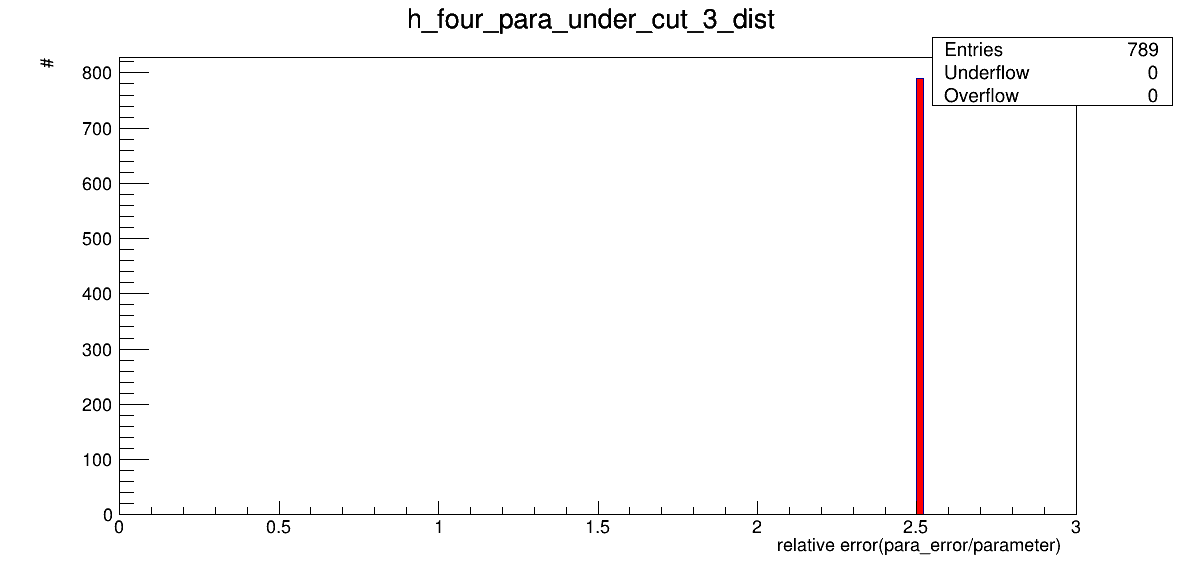 h_four_para_under_cut_3_dist
#
Entries 789
Underflow 0
Overflow 0
800
700
600
500
400
300
200
100
0
0 0.5 1 1.5 2 2.5 3
relative error(para_error/parameter)